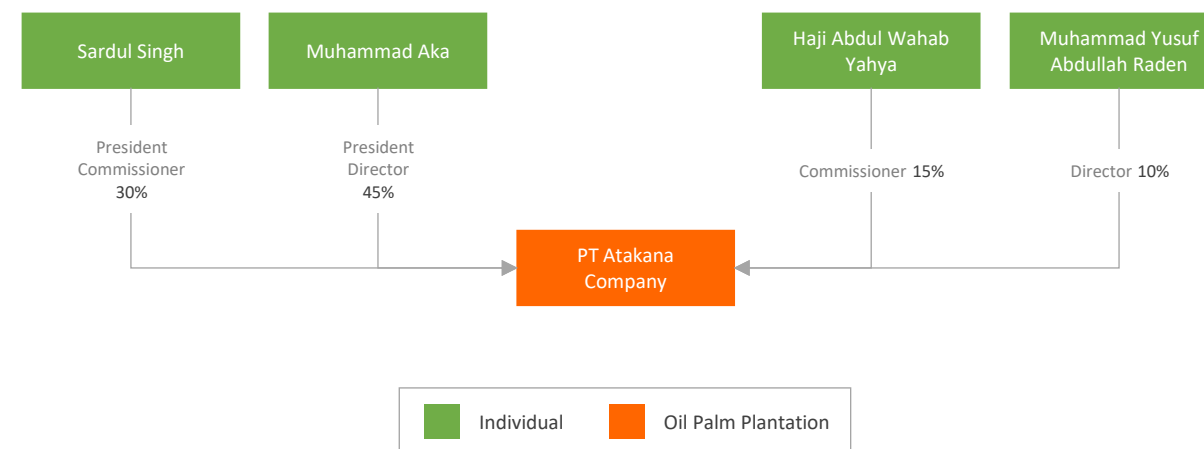 Sardul Singh
Muhammad Aka
Haji Abdul Wahab
Yahya
Muhammad Yusuf
Abdullah Raden
President
Commissioner
30%
President
Director
45%
Commissioner 15%
Director 10%
PT Atakana
Company
Individual
Oil Palm Plantation